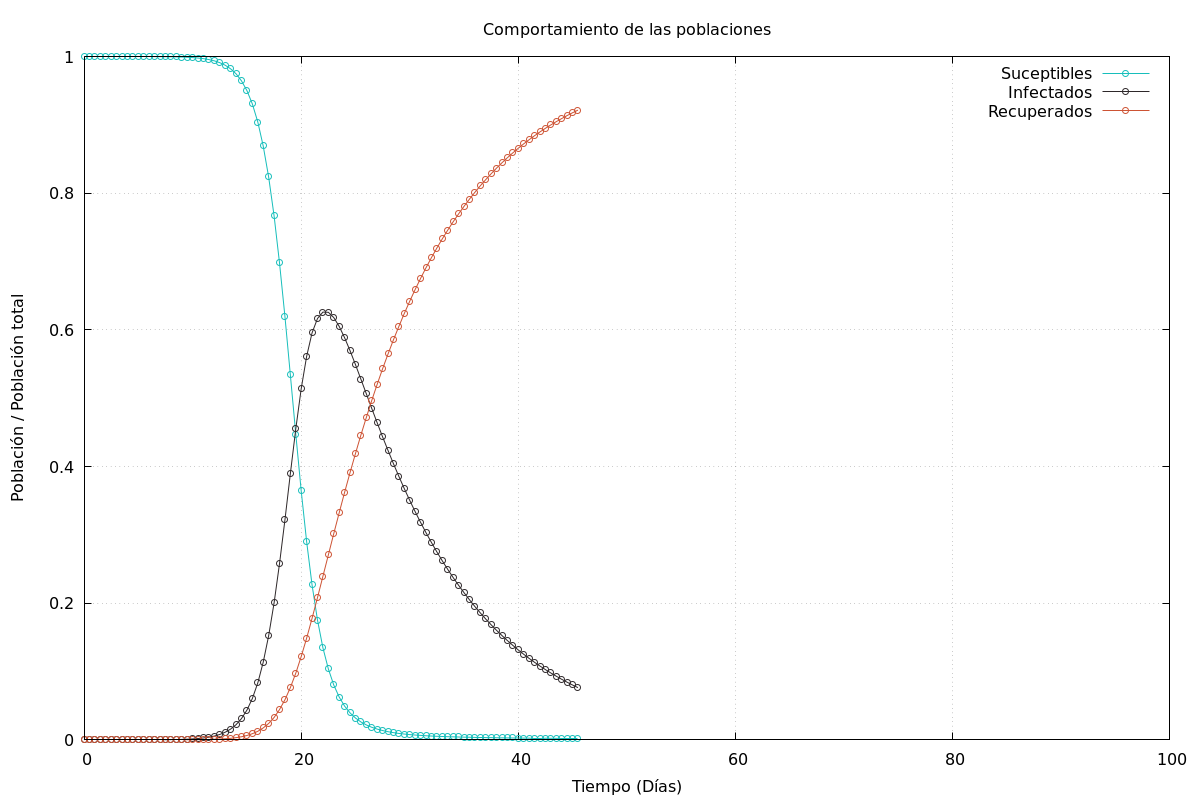 Comportamiento de las poblaciones
1
0.8
0.6
0.4
0.2
0
Población / Población total
Suceptibles
Infectados
Recuperados
0 20 40 60 80 100
Tiempo (Días)